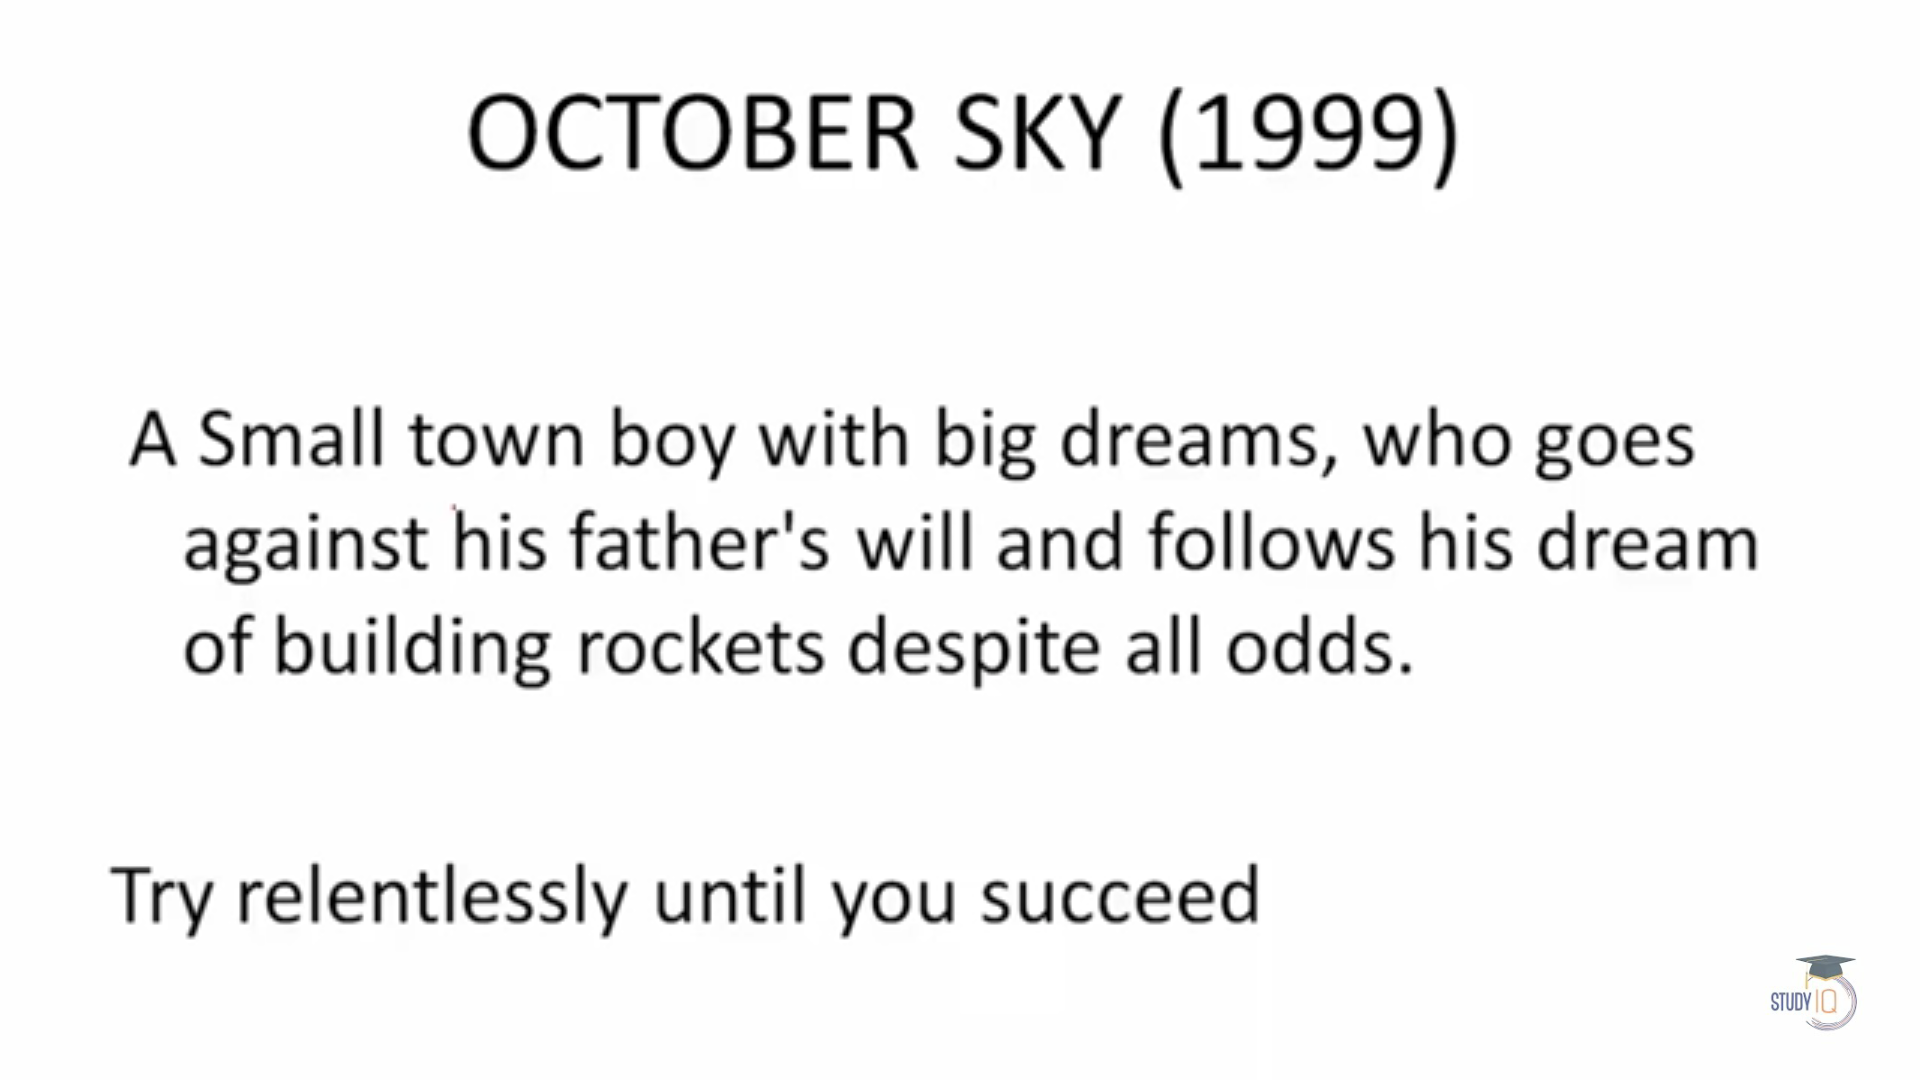 OCTOBER SKY (1999)
A Small town boy with big dreams, who goes
against his father's will and follows his dream
of building rockets despite all odds.
Try relentlessly until you succeed
STUDY IQ